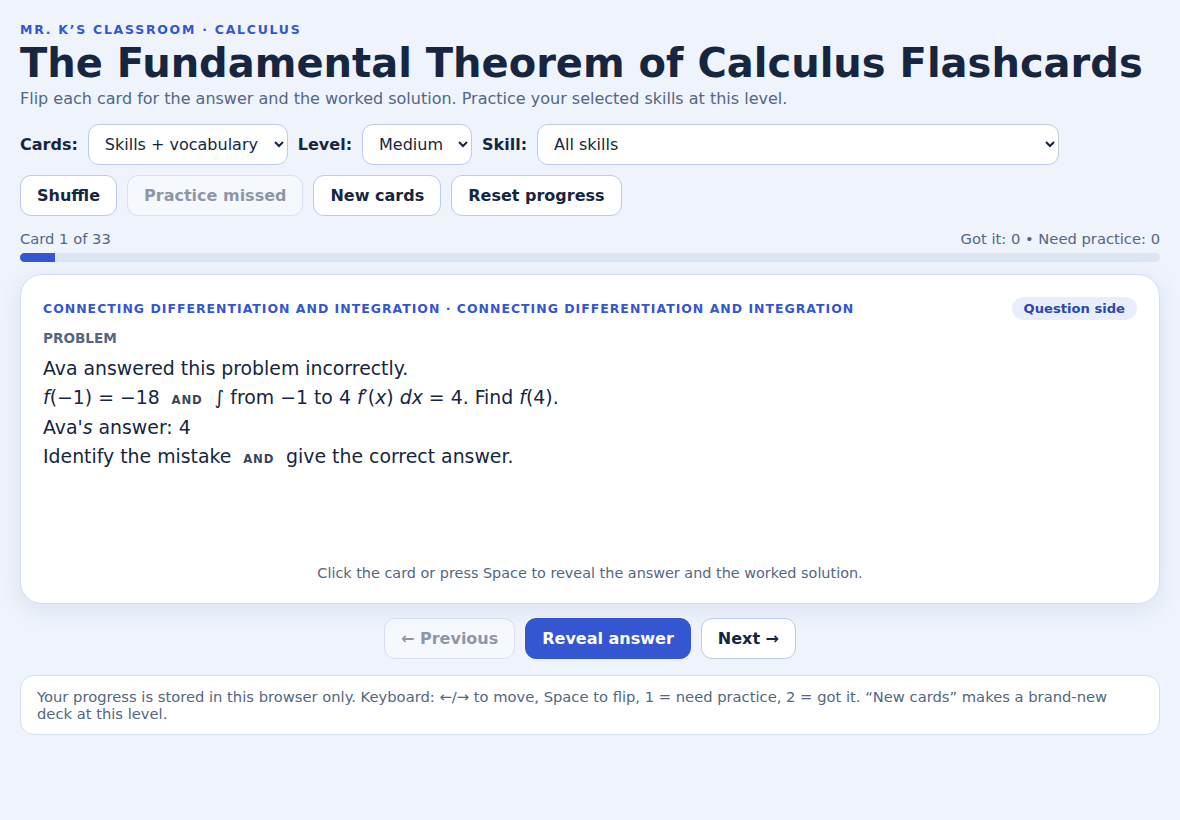 MR. K'S CLASSROOM · CALCULUS
The Fundamental Theorem of Calculus Flashcards
Flip each card for the answer and the worked solution. Practice your selected skills at this level.
Cards: Skills + vocabulary Level: Medium Skill: All skills
Shuffle Practice missed New cards Reset progress
Card 1 of 33 Got it: 0 • Need practice: 0
CONNECTING DIFFERENTIATION AND INTEGRATION · CONNECTING DIFFERENTIATION AND INTEGRATION Question side
PROBLEM
Ava answered this problem incorrectly.
f(−1) = −18 AND ∫ from −1 to 4 f′(x) dx = 4. Find f(4).
Ava's answer: 4
Identify the mistake AND give the correct answer.
Click the card or press Space to reveal the answer and the worked solution.
← Previous Reveal answer Next →
Your progress is stored in this browser only. Keyboard: ←/→ to move, Space to flip, 1 = need practice, 2 = got it. “New cards” makes a brand-new
deck at this level.